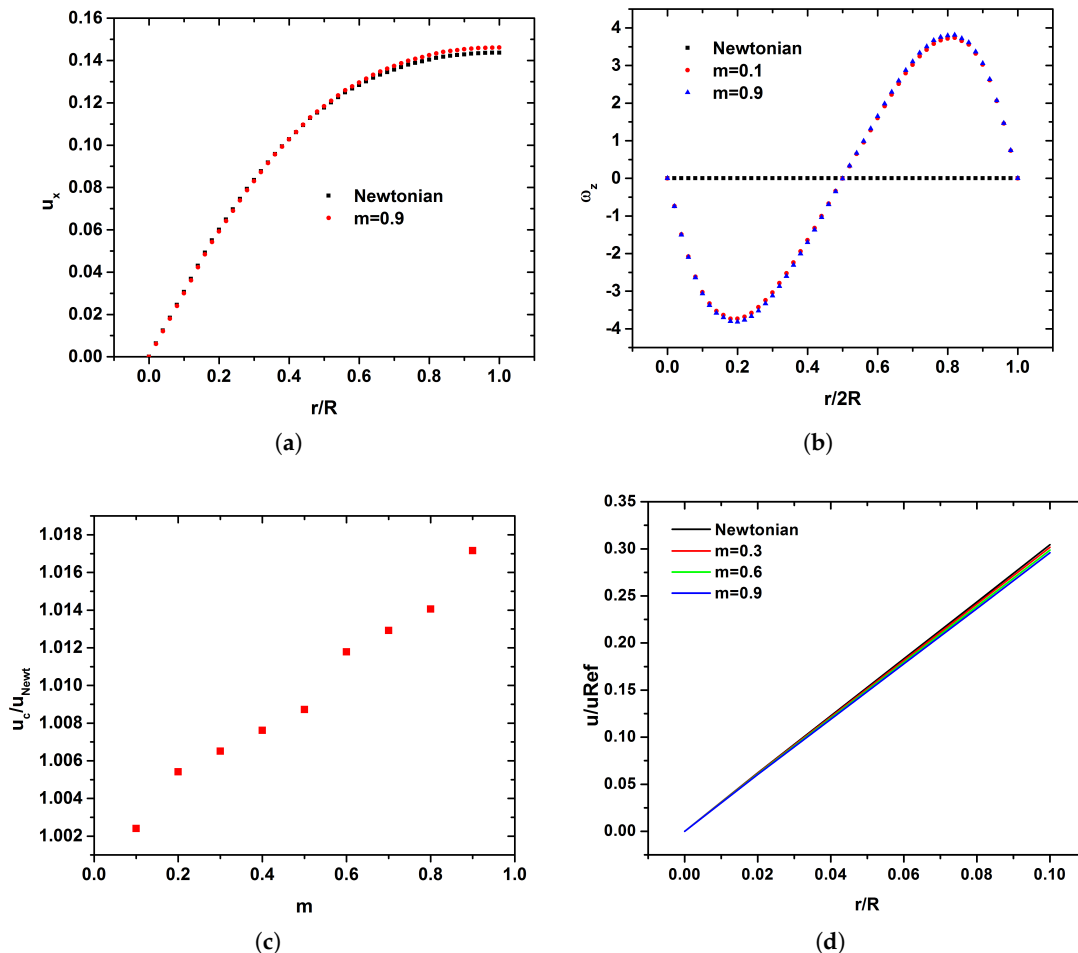 0.16
0.14
0.12
0.10
0.08
0.06
0.04
0.02
0.00
u_x
Newtonian
m=0.9
0.0 0.2 0.4 0.6 0.8 1.0
r/R
(a)
4
3
2
1
0
-1
-2
-3
-4
ω_z
Newtonian
m=0.1
m=0.9
0.0 0.2 0.4 0.6 0.8 1.0
r/2R
(b)
1.018
1.016
1.014
1.012
1.010
1.008
1.006
1.004
1.002
u_c/u_Newt
0.0 0.2 0.4 0.6 0.8 1.0
m
(c)
0.35
0.30
0.25
0.20
0.15
0.10
0.05
0.00
u/uRef
Newtonian
m=0.3
m=0.6
m=0.9
0.00 0.02 0.04 0.06 0.08 0.10
r/R
(d)